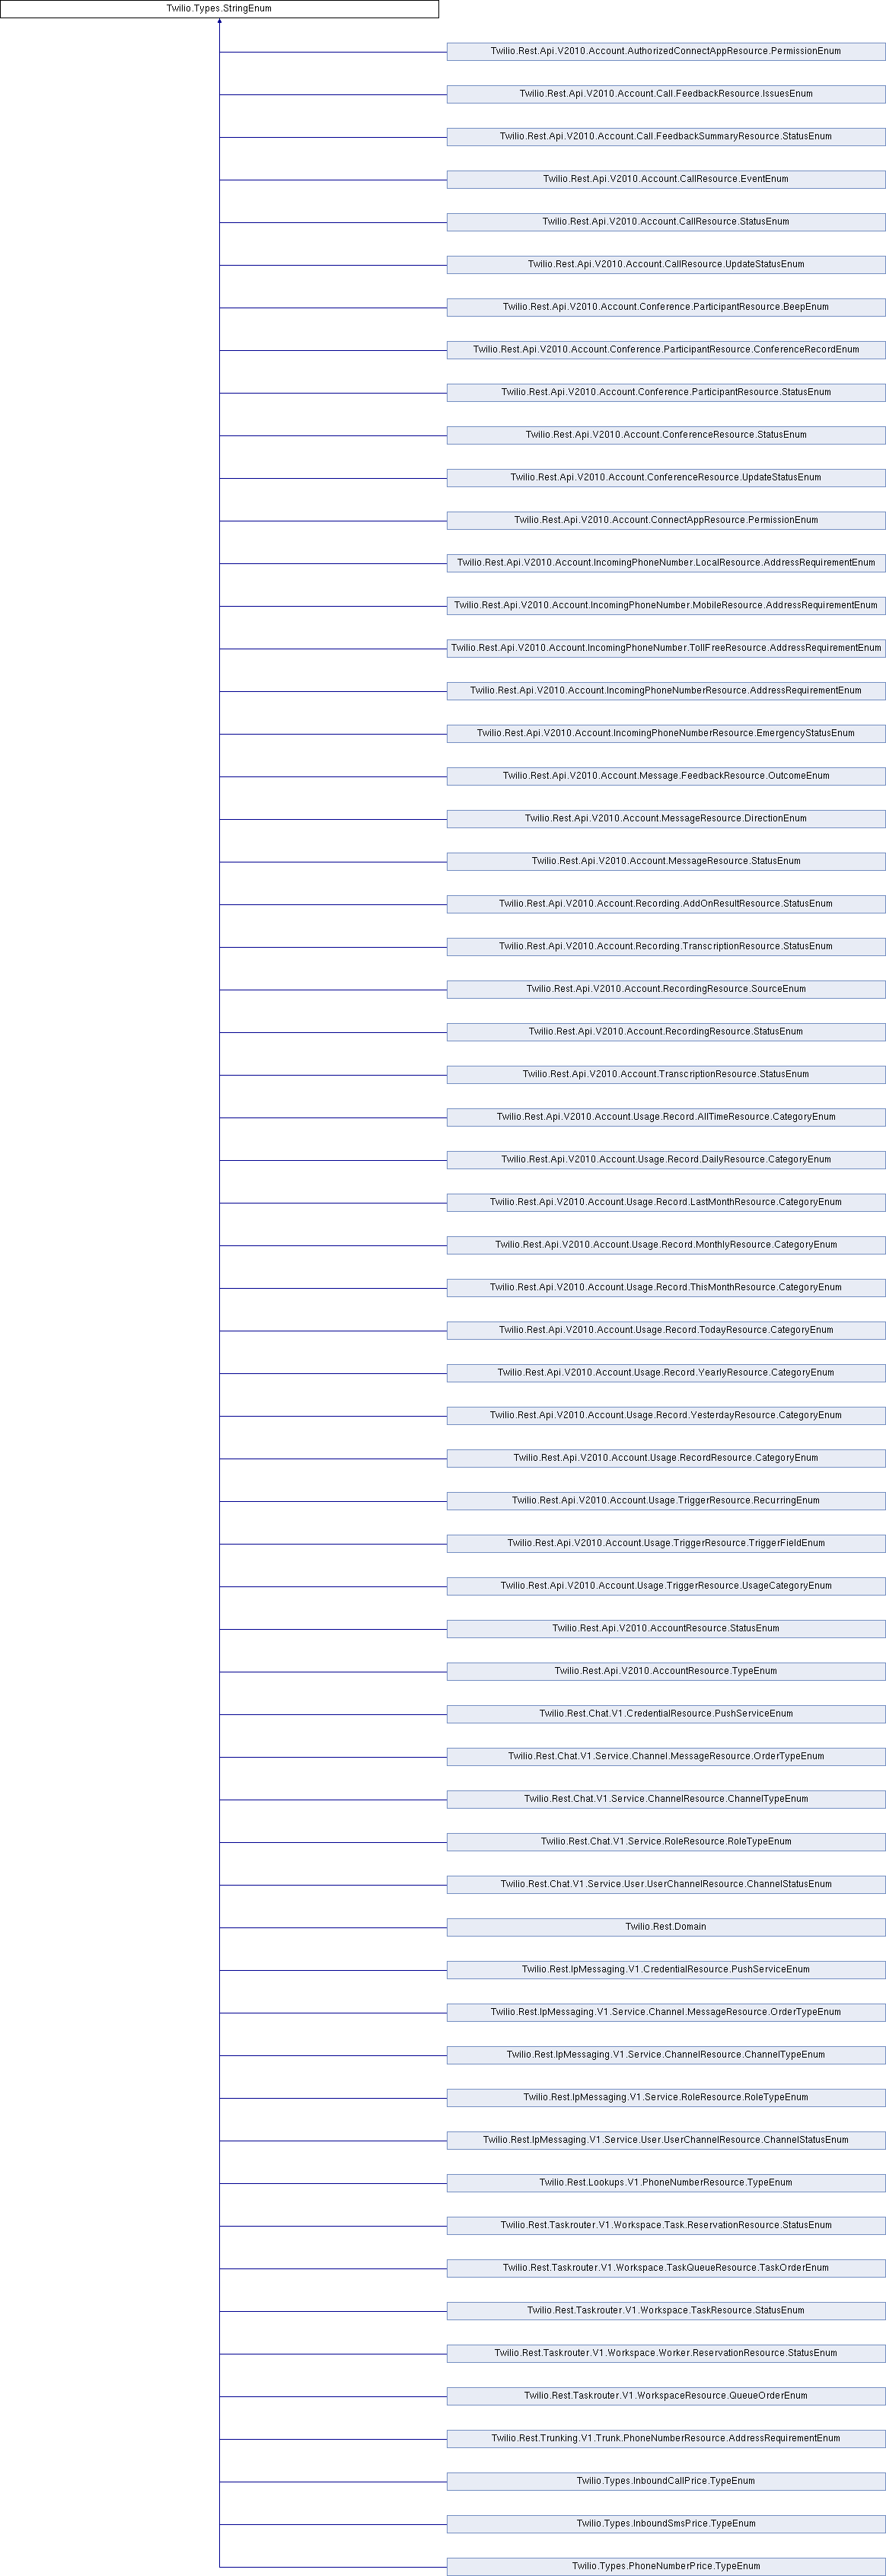 Twilio.Types.StringEnum
Twilio.Rest.Api.V2010.Account.AuthorizedConnectAppResource.PermissionEnum
Twilio.Rest.Api.V2010.Account.Call.FeedbackResource.IssuesEnum
Twilio.Rest.Api.V2010.Account.Call.FeedbackSummaryResource.StatusEnum
Twilio.Rest.Api.V2010.Account.CallResource.EventEnum
Twilio.Rest.Api.V2010.Account.CallResource.StatusEnum
Twilio.Rest.Api.V2010.Account.CallResource.UpdateStatusEnum
Twilio.Rest.Api.V2010.Account.Conference.ParticipantResource.BeepEnum
Twilio.Rest.Api.V2010.Account.Conference.ParticipantResource.ConferenceRecordEnum
Twilio.Rest.Api.V2010.Account.Conference.ParticipantResource.StatusEnum
Twilio.Rest.Api.V2010.Account.ConferenceResource.StatusEnum
Twilio.Rest.Api.V2010.Account.ConferenceResource.UpdateStatusEnum
Twilio.Rest.Api.V2010.Account.ConnectAppResource.PermissionEnum
Twilio.Rest.Api.V2010.Account.IncomingPhoneNumber.LocalResource.AddressRequirementEnum
Twilio.Rest.Api.V2010.Account.IncomingPhoneNumber.MobileResource.AddressRequirementEnum
Twilio.Rest.Api.V2010.Account.IncomingPhoneNumber.TollFreeResource.AddressRequirementEnum
Twilio.Rest.Api.V2010.Account.IncomingPhoneNumberResource.AddressRequirementEnum
Twilio.Rest.Api.V2010.Account.IncomingPhoneNumberResource.EmergencyStatusEnum
Twilio.Rest.Api.V2010.Account.Message.FeedbackResource.OutcomeEnum
Twilio.Rest.Api.V2010.Account.MessageResource.DirectionEnum
Twilio.Rest.Api.V2010.Account.MessageResource.StatusEnum
Twilio.Rest.Api.V2010.Account.Recording.AddOnResultResource.StatusEnum
Twilio.Rest.Api.V2010.Account.Recording.TranscriptionResource.StatusEnum
Twilio.Rest.Api.V2010.Account.RecordingResource.SourceEnum
Twilio.Rest.Api.V2010.Account.RecordingResource.StatusEnum
Twilio.Rest.Api.V2010.Account.TranscriptionResource.StatusEnum
Twilio.Rest.Api.V2010.Account.Usage.Record.AllTimeResource.CategoryEnum
Twilio.Rest.Api.V2010.Account.Usage.Record.DailyResource.CategoryEnum
Twilio.Rest.Api.V2010.Account.Usage.Record.LastMonthResource.CategoryEnum
Twilio.Rest.Api.V2010.Account.Usage.Record.MonthlyResource.CategoryEnum
Twilio.Rest.Api.V2010.Account.Usage.Record.ThisMonthResource.CategoryEnum
Twilio.Rest.Api.V2010.Account.Usage.Record.TodayResource.CategoryEnum
Twilio.Rest.Api.V2010.Account.Usage.Record.YearlyResource.CategoryEnum
Twilio.Rest.Api.V2010.Account.Usage.Record.YesterdayResource.CategoryEnum
Twilio.Rest.Api.V2010.Account.Usage.RecordResource.CategoryEnum
Twilio.Rest.Api.V2010.Account.Usage.TriggerResource.RecurringEnum
Twilio.Rest.Api.V2010.Account.Usage.TriggerResource.TriggerFieldEnum
Twilio.Rest.Api.V2010.Account.Usage.TriggerResource.UsageCategoryEnum
Twilio.Rest.Api.V2010.AccountResource.StatusEnum
Twilio.Rest.Api.V2010.AccountResource.TypeEnum
Twilio.Rest.Chat.V1.CredentialResource.PushServiceEnum
Twilio.Rest.Chat.V1.Service.Channel.MessageResource.OrderTypeEnum
Twilio.Rest.Chat.V1.Service.ChannelResource.ChannelTypeEnum
Twilio.Rest.Chat.V1.Service.RoleResource.RoleTypeEnum
Twilio.Rest.Chat.V1.Service.User.UserChannelResource.ChannelStatusEnum
Twilio.Rest.Domain
Twilio.Rest.IpMessaging.V1.CredentialResource.PushServiceEnum
Twilio.Rest.IpMessaging.V1.Service.Channel.MessageResource.OrderTypeEnum
Twilio.Rest.IpMessaging.V1.Service.ChannelResource.ChannelTypeEnum
Twilio.Rest.IpMessaging.V1.Service.RoleResource.RoleTypeEnum
Twilio.Rest.IpMessaging.V1.Service.User.UserChannelResource.ChannelStatusEnum
Twilio.Rest.Lookups.V1.PhoneNumberResource.TypeEnum
Twilio.Rest.Taskrouter.V1.Workspace.Task.ReservationResource.StatusEnum
Twilio.Rest.Taskrouter.V1.Workspace.TaskQueueResource.TaskOrderEnum
Twilio.Rest.Taskrouter.V1.Workspace.TaskResource.StatusEnum
Twilio.Rest.Taskrouter.V1.Workspace.Worker.ReservationResource.StatusEnum
Twilio.Rest.Taskrouter.V1.WorkspaceResource.QueueOrderEnum
Twilio.Rest.Trunking.V1.Trunk.PhoneNumberResource.AddressRequirementEnum
Twilio.Types.InboundCallPrice.TypeEnum
Twilio.Types.InboundSmsPrice.TypeEnum
Twilio.Types.PhoneNumberPrice.TypeEnum